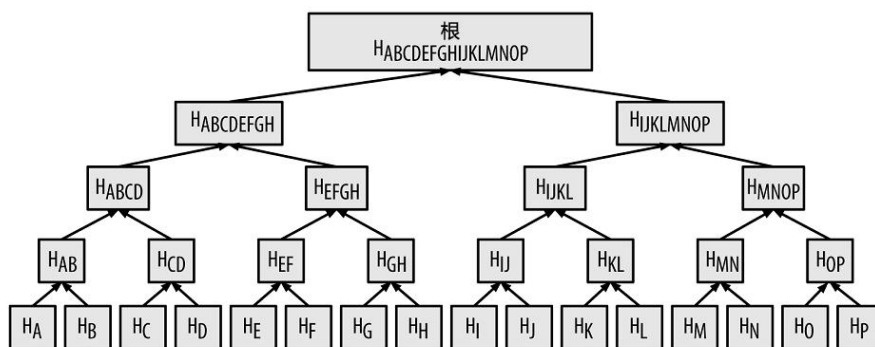 根
HABCDEFGHIJKLMNOP
HABCDEFGH HIJKLMNOP
HABCD HEFGH HIJKL HMNOP
HAB HCD HEF HGH HIJ HKL HMN HOP
HA HB HC HD HE HF HG HH HI HJ HK HL HM HN HO HP